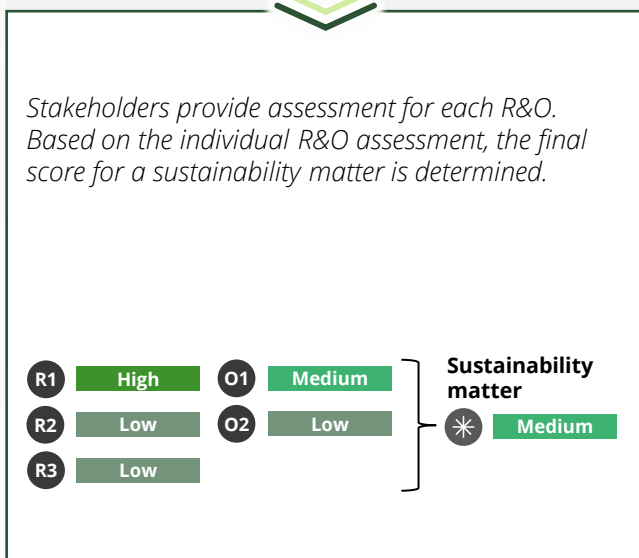 Stakeholders provide assessment for each R&O.
Based on the individual R&O assessment, the final
score for a sustainability matter is determined.
R1 High O1 Medium
R2 Low O2 Low
R3 Low
Sustainability
matter
Medium